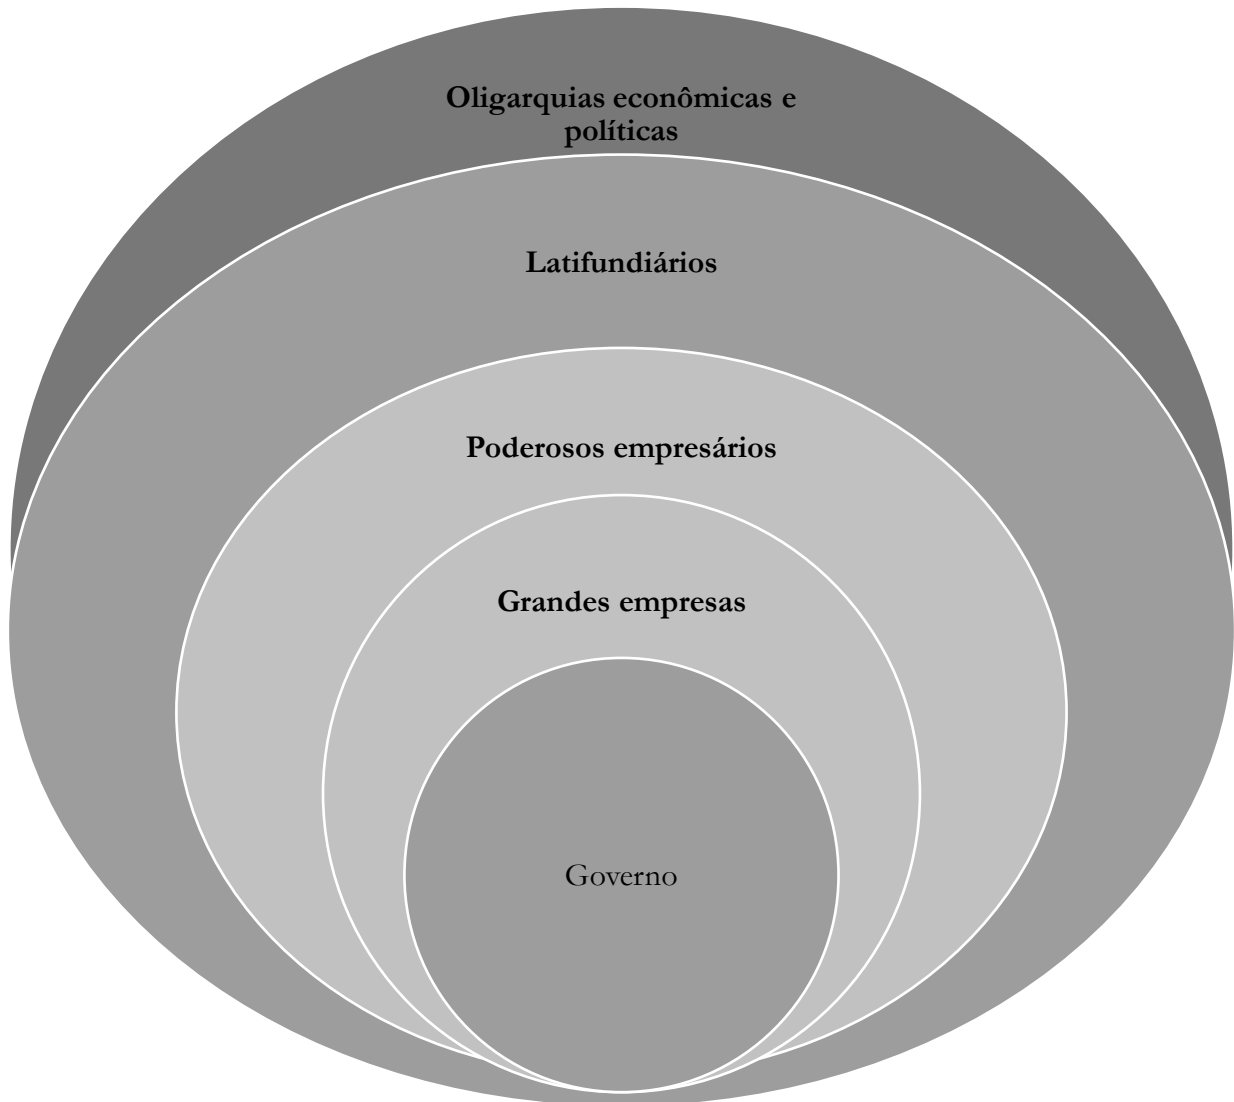 Oligarquias econômicas e
políticas
Latifundiários
Poderosos empresários
Grandes empresas
Governo